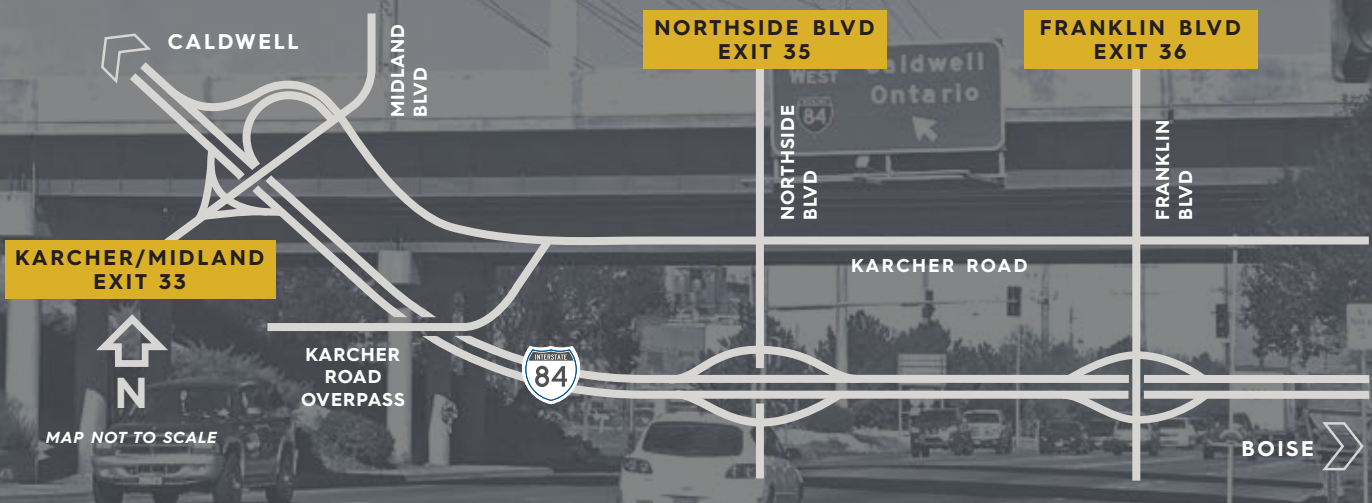 CALDWELL
MIDLAND
BLVD
NORTHSIDE BLVD
EXIT 35
FRANKLIN BLVD
EXIT 36
WEST
Caldwell
Ontario
84
NORTHSIDE
BLVD
FRANKLIN
BLVD
KARCHER/MIDLAND
EXIT 33
KARCHER ROAD
KARCHER
ROAD
OVERPASS
INTERSTATE
84
N
MAP NOT TO SCALE
BOISE